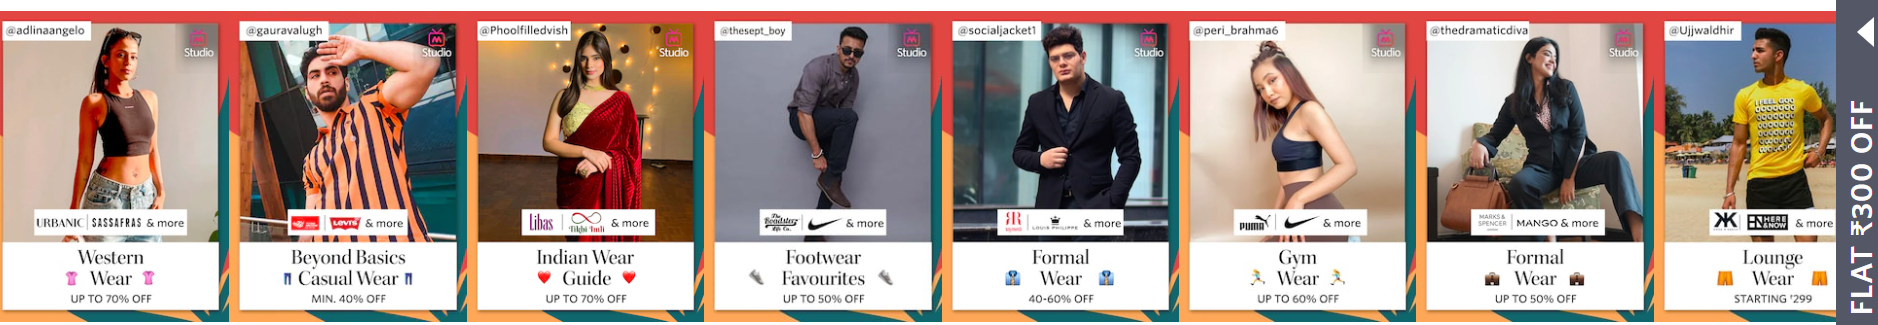 @adlinaangelo
Studio
URBANIC | SASSAFRAS & more
Western
Wear
UP TO 70% OFF
@gauravalugh
Studio
Levi's & more
Beyond Basics
Casual Wear
MIN. 40% OFF
@Phoolfilledvish
Studio
Libas | Tikhi Imli & more
Indian Wear
Guide
UP TO 70% OFF
@thesept_boy
Studio
The
Roadster
Life Co. & more
Footwear
Favourites
UP TO 50% OFF
@socialjacket1
Studio
LOUIS PHILIPPE & more
Formal
Wear
40-60% OFF
@peri_brahma6
Studio
PUMA & more
Gym
Wear
UP TO 60% OFF
@thedramaticdiva
Studio
MARKS &
SPENCER | MANGO & more
Formal
Wear
UP TO 50% OFF
@Ujjwaldhir
I FEEL GOO
HERE
&NOW & more
Lounge
Wear
STARTING '299
FLAT ₹300 OFF